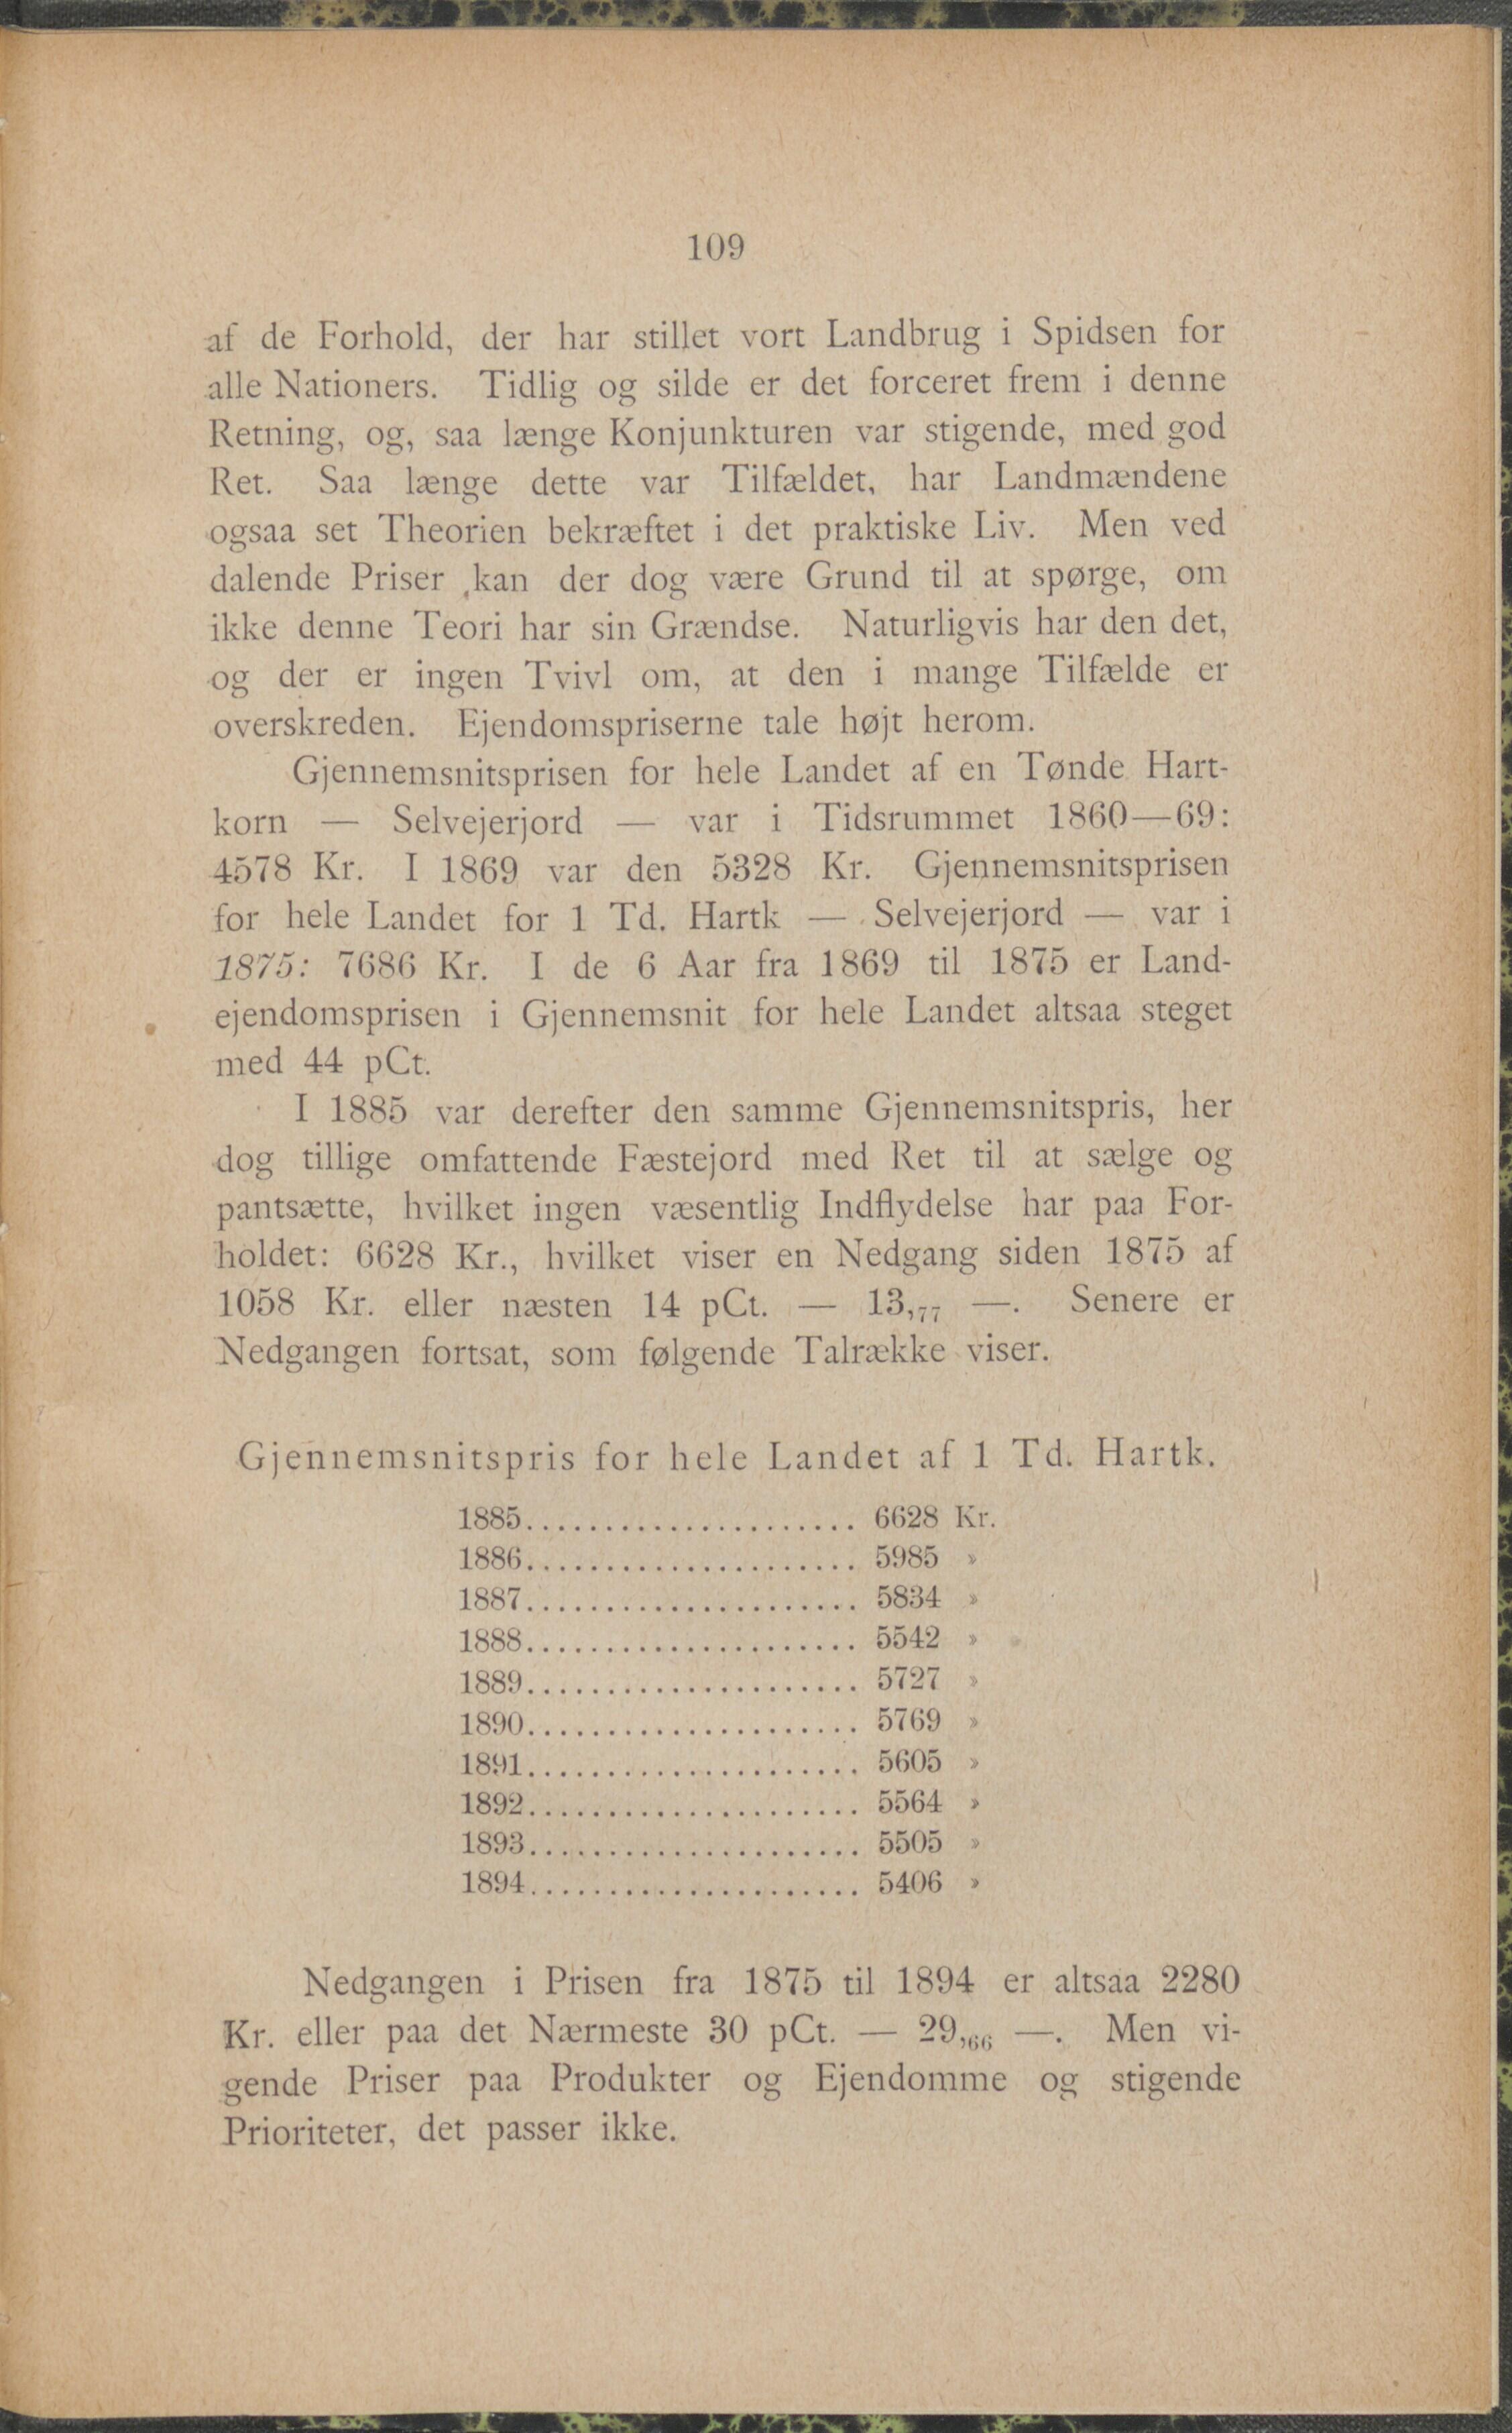 109
af de Forhold, der har stillet vort Landbrug i Spidsen for
alle Nationers. Tidlig og silde er det forceret frem i denne
Retning, og, saa længe Konjunkturen var stigende, med god
Ret. Saa længe dette var Tilfældet, har Landmændene
ogsaa set Theorien bekræftet i det praktiske Liv. Men ved
dalende Priser kan der dog være Grund til at spørge, om
ikke denne Teori har sin Grændse. Naturligvis har den det,
og der er ingen Tvivl om, at den i mange Tilfælde er
overskreden. Ejendomspriserne tale højt herom.
Gjennemsnitsprisen for hele Landet af en Tønde Hart-
korn — Selvejerjord — var i Tidsrummet 1860—69:
4578 Kr. I 1869 var den 5328 Kr. Gjennemsnitsprisen
for hele Landet for 1 Td. Hartk — Selvejerjord — var i
1875: 7686 Kr. I de 6 Aar fra 1869 til 1875 er Land-
ejendomsprisen i Gjennemsnit for hele Landet altsaa steget
med 44 pCt.
I 1885 var derefter den samme Gjennemsnitspris, her
dog tillige omfattende Fæstejord med Ret til at sælge og
pantsætte, hvilket ingen væsentlig Indflydelse har paa For-
holdet: 6628 Kr., hvilket viser en Nedgang siden 1875 af
1058 Kr. eller næsten 14 pCt. — 13,77 —. Senere er
Nedgangen fortsat, som følgende Talrække viser.
Gjennemsnitspris for hele Landet af 1 Td. Hartk.
1885..................... 6628 Kr.
1886..................... 5985 »
1887..................... 5834 »
1888..................... 5542 »
1889..................... 5727 »
1890..................... 5769 »
1891..................... 5605 »
1892..................... 5564 »
1893..................... 5505 »
1894..................... 5406 »
Nedgangen i Prisen fra 1875 til 1894 er altsaa 2280
Kr. eller paa det Nærmeste 30 pCt. — 29,66 —. Men vi-
gende Priser paa Produkter og Ejendomme og stigende
Prioriteter, det passer ikke.